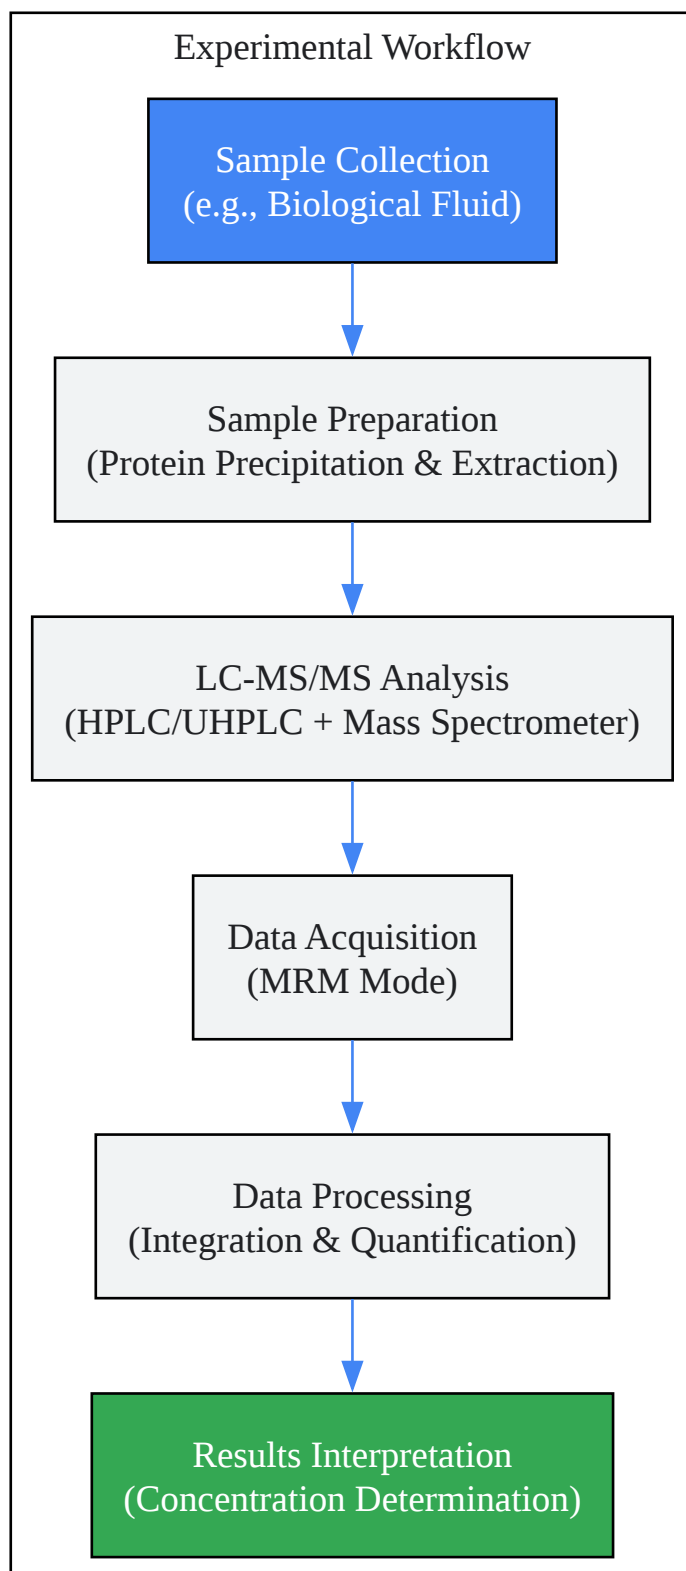 Experimental Workflow
Sample Collection
(e.g., Biological Fluid)
Sample Preparation
(Protein Precipitation & Extraction)
LC-MS/MS Analysis
(HPLC/UHPLC + Mass Spectrometer)
Data Acquisition
(MRM Mode)
Data Processing
(Integration & Quantification)
Results Interpretation
(Concentration Determination)